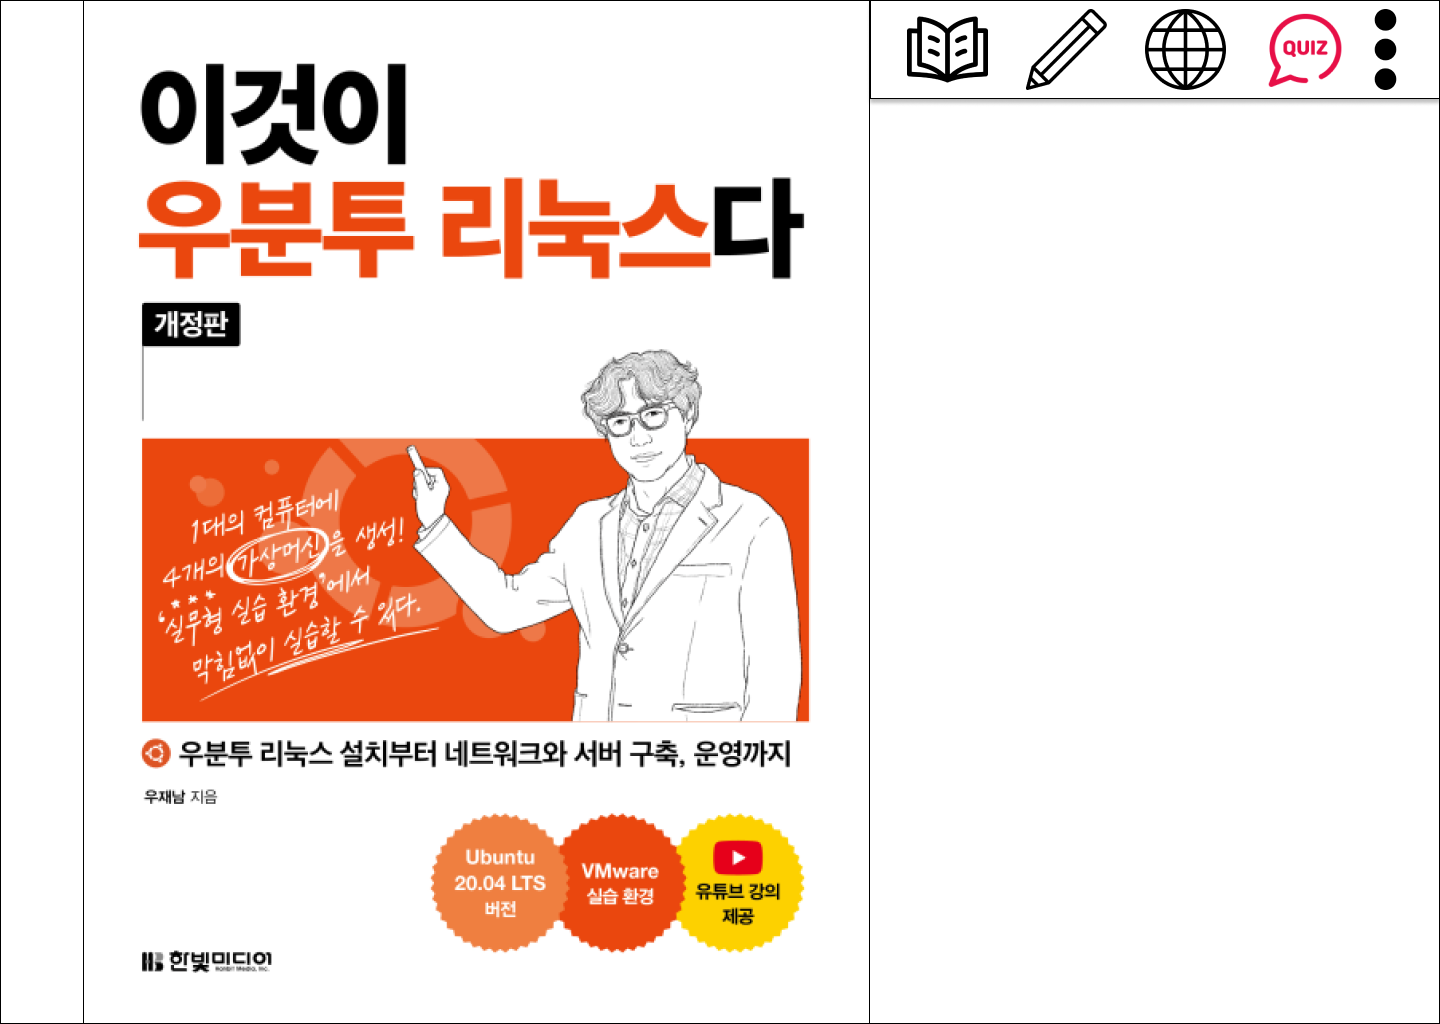 이것이
우분투 리눅스다
개정판
1대의 컴퓨터에
4개의 가상머신을 생성!
‘실무형 실습 환경’에서
막힘없이 실습할 수 있다.
우분투 리눅스 설치부터 네트워크와 서버 구축, 운영까지
우재남 지음
Ubuntu
20.04 LTS
버전
VMware
실습 환경
유튜브 강의
제공
한빛미디어
Hanbit Media, Inc.
QUIZ